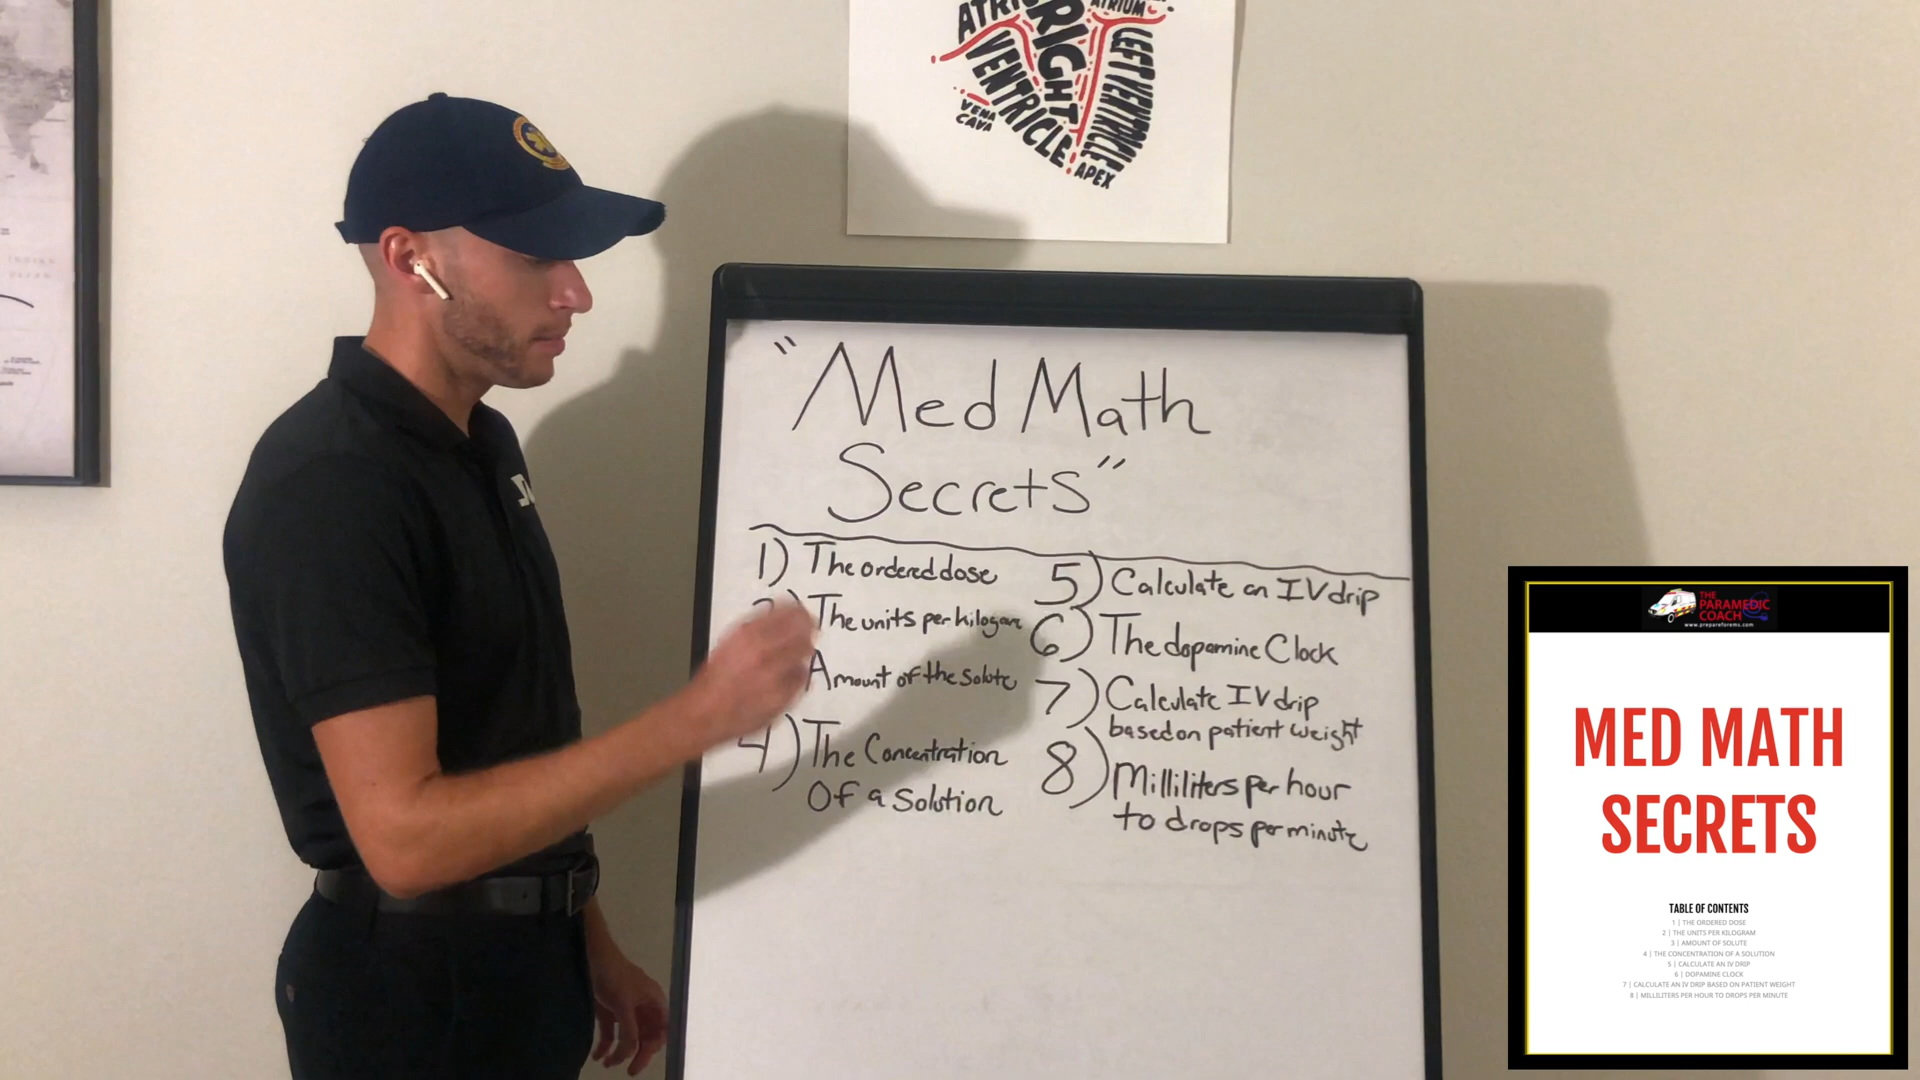 ATRIUM
RIGHT
VENTRICLE
LEFT VENTRICLE
VENA
CAVA
APEX
"Med Math
Secrets"
1) The ordered dose
The units per kilogam
Amount of the Solute
4) The Concentration
Of a Solution
5) Calculate an IV drip
6) The dopamine Clock
7) Calculate IV drip
based on patient weight
8) Milliliters per hour
to drops per minute
THE
PARAMEDIC
COACH
www.prepareforems.com
MED MATH
SECRETS
TABLE OF CONTENTS
1 | THE ORDERED DOSE
2 | THE UNITS PER KILOGRAM
3 | AMOUNT OF SOLUTE
4 | THE CONCENTRATION OF A SOLUTION
5 | CALCULATE AN IV DRIP
6 | DOPAMINE CLOCK
7 | CALCULATE AN IV DRIP BASED ON PATIENT WEIGHT
8 | MILLILITERS PER HOUR TO DROPS PER MINUTE